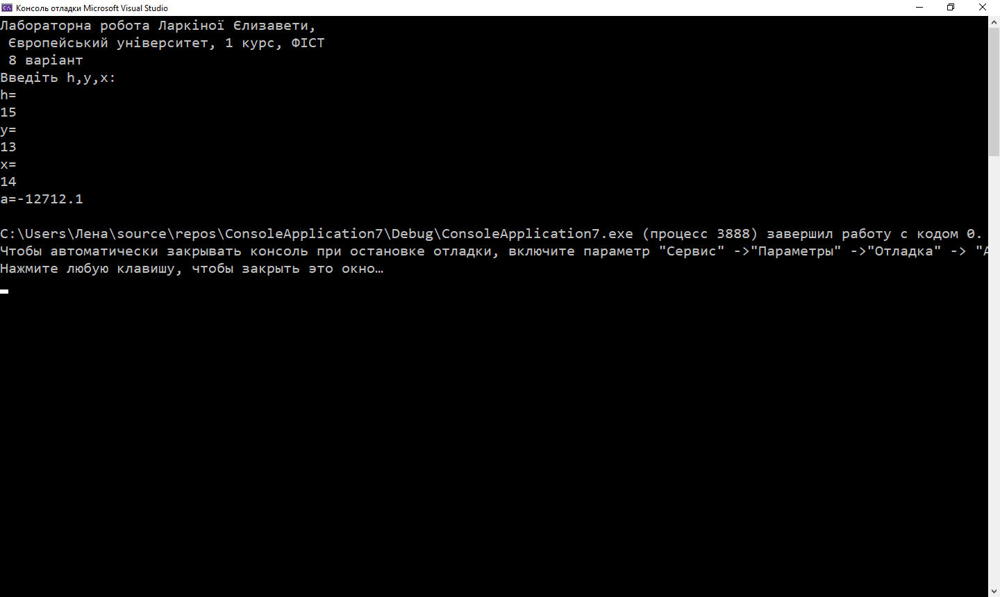 Консоль отладки Microsoft Visual Studio
Лабораторна робота Ларкіної Єлизавети,
Європейський університет, 1 курс, ФІСТ
8 варіант
Введіть h,y,x:
h=
15
y=
13
x=
14
a=-12712.1
C:\Users\Лена\source\repos\ConsoleApplication7\Debug\ConsoleApplication7.exe (процесс 3888) завершил работу с кодом 0.
Чтобы автоматически закрывать консоль при остановке отладки, включите параметр "Сервис" ->"Параметры" ->"Отладка" -> "А
Нажмите любую клавишу, чтобы закрыть это окно…